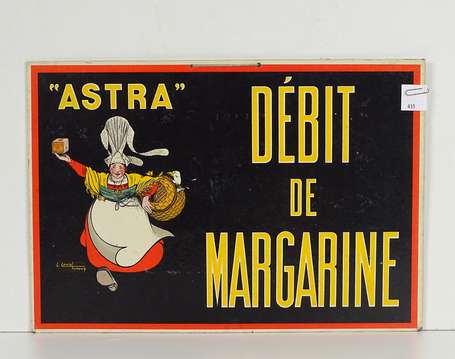 "ASTRA"
DÉBIT
DE
MARGARINE